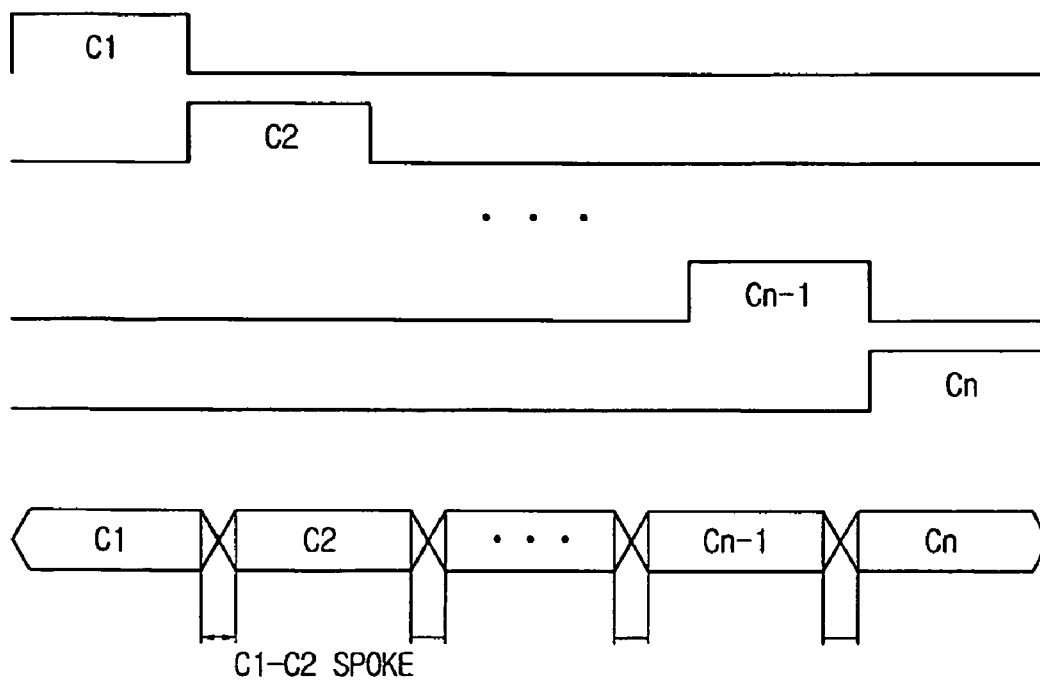 C1
C2
. . .
Cn-1
Cn
C1 C2 . . . Cn-1 Cn
C1-C2 SPOKE